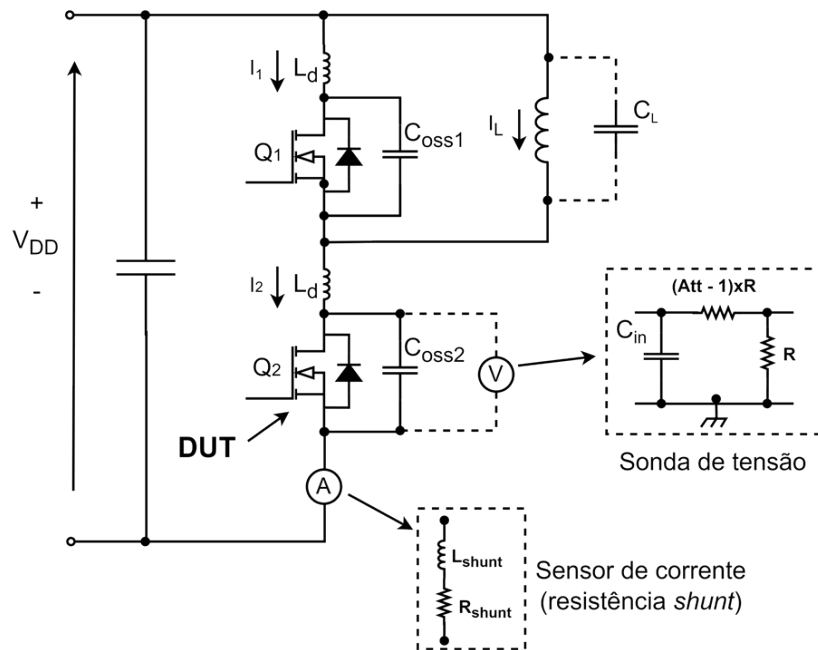 I1
Ld
Coss1
Q1
IL
CL
+
VDD
-
I2
Ld
Coss2
Q2
V
DUT
A
(Att - 1)xR
Cin
R
Sonda de tensão
Lshunt
Rshunt
Sensor de corrente
(resistência shunt)